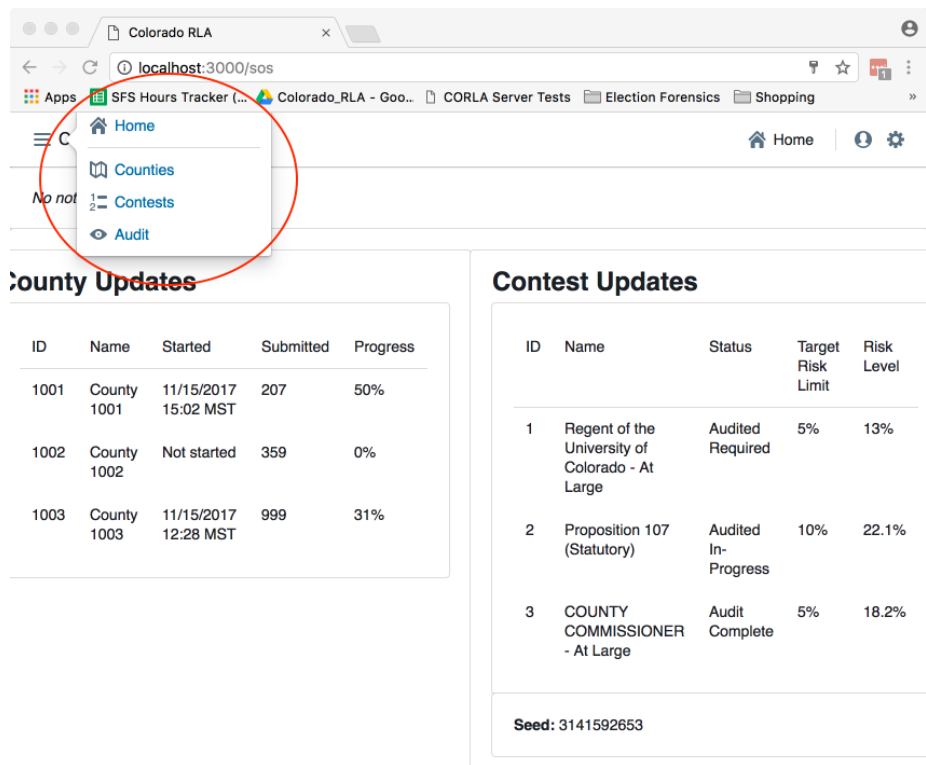 Colorado RLA ×
localhost:3000/sos
Apps SFS Hours Tracker (... Colorado_RLA - Goo... CORLA Server Tests Election Forensics Shopping »
1
Home
C
Home
Counties
No not
1 2 Contests
Audit
County Updates
ID Name Started Submitted Progress
1001 County 11/15/2017 207 50%
1001 15:02 MST
1002 County Not started 359 0%
1002
1003 County 11/15/2017 999 31%
1003 12:28 MST
Contest Updates
ID Name Status Target Risk
Risk Level
Limit
1 Regent of the Audited 5% 13%
University of Required
Colorado - At
Large
2 Proposition 107 Audited 10% 22.1%
(Statutory) In-
Progress
3 COUNTY Audit 5% 18.2%
COMMISSIONER Complete
- At Large
Seed: 3141592653